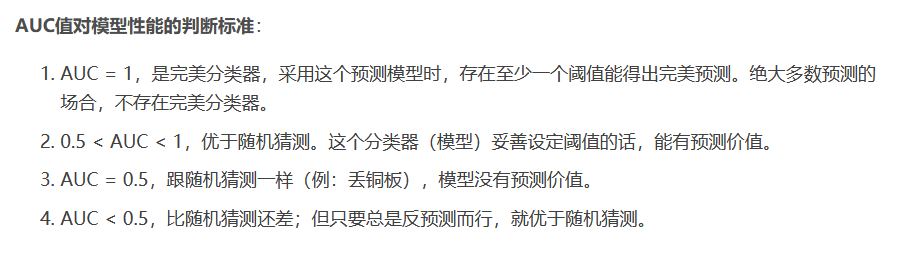 AUC值对模型性能的判断标准：
1. AUC = 1，是完美分类器，采用这个预测模型时，存在至少一个阈值能得出完美预测。绝大多数预测的
场合，不存在完美分类器。
2. 0.5 < AUC < 1，优于随机猜测。这个分类器（模型）妥善设定阈值的话，能有预测价值。
3. AUC = 0.5，跟随机猜测一样（例：丢铜板），模型没有预测价值。
4. AUC < 0.5，比随机猜测还差；但只要总是反预测而行，就优于随机猜测。